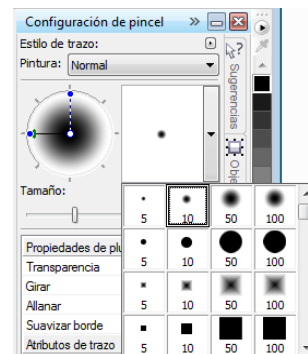 Configuración de pincel
Estilo de trazo:
Pintura: Normal
Sugerencias
Obje
Tamaño:
5 10 50 100
Propiedades de plu
Transparencia
5 10 50 100
Girar
Allanar
5 10 50 100
Suavizar borde
Atributos de trazo
5 10 50 100